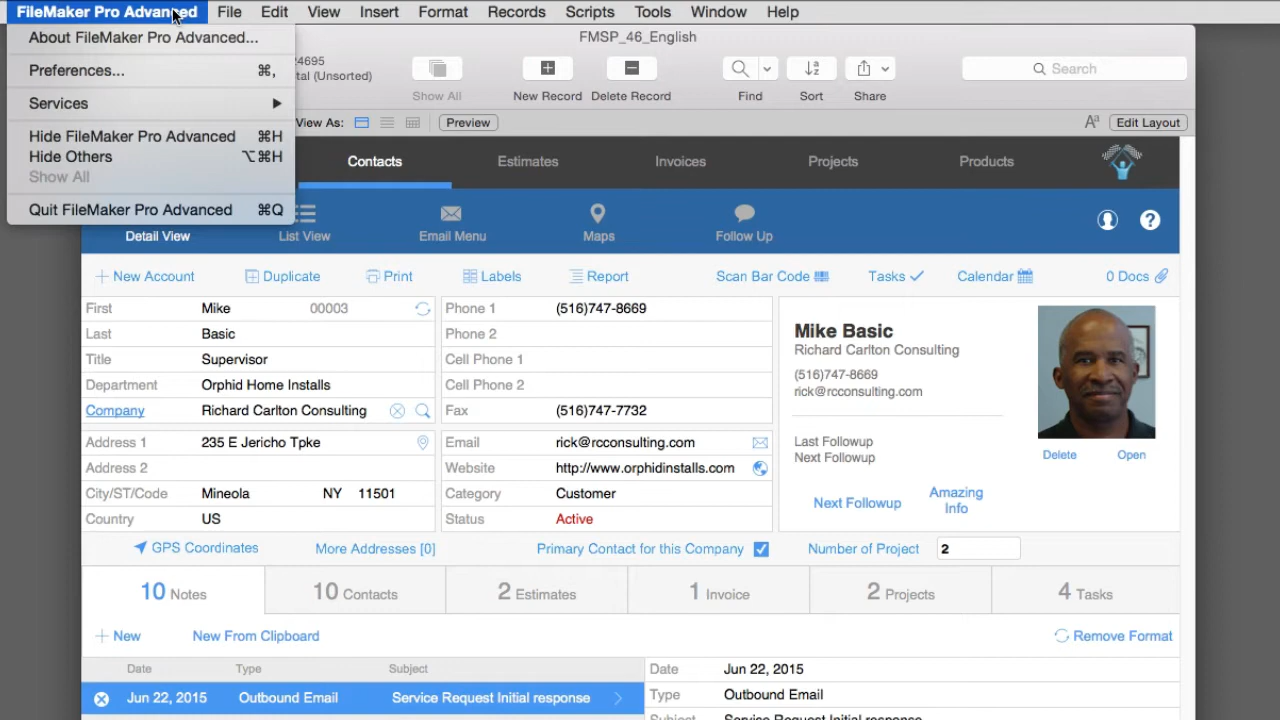 FileMaker Pro Advanced File Edit View Insert Format Records Scripts Tools Window Help
About FileMaker Pro Advanced...
Preferences... ⌘,
Services
Hide FileMaker Pro Advanced ⌘H
Hide Others ⌥⌘H
Show All
Quit FileMaker Pro Advanced ⌘Q
FMSP_46_English
24695
tal (Unsorted)
Show All New Record Delete Record Find Sort Share
Search
View As: Preview Aa Edit Layout
Contacts Estimates Invoices Projects Products
Detail View List View Email Menu Maps Follow Up ?
New Account Duplicate Print Labels Report Scan Bar Code Tasks Calendar 0 Docs
First Mike 00003
Last Basic
Title Supervisor
Department Orphid Home Installs
Company Richard Carlton Consulting
Address 1 235 E Jericho Tpke
Address 2
City/ST/Code Mineola NY 11501
Country US
Phone 1 (516)747-8669
Phone 2
Cell Phone 1
Cell Phone 2
Fax (516)747-7732
Email rick@rcconsulting.com
Website http://www.orphidinstalls.com
Category Customer
Status Active
Mike Basic
Richard Carlton Consulting
(516)747-8669
rick@rcconsulting.com
Last Followup
Next Followup
Next Followup
Amazing
Info
Delete Open
GPS Coordinates More Addresses [0] Primary Contact for this Company Number of Project 2
10 Notes 10 Contacts 2 Estimates 1 Invoice 2 Projects 4 Tasks
New New From Clipboard Remove Format
Date Type Subject
Jun 22, 2015 Outbound Email Service Request Initial response
Date Jun 22, 2015
Type Outbound Email
Subject Service Request Initial response